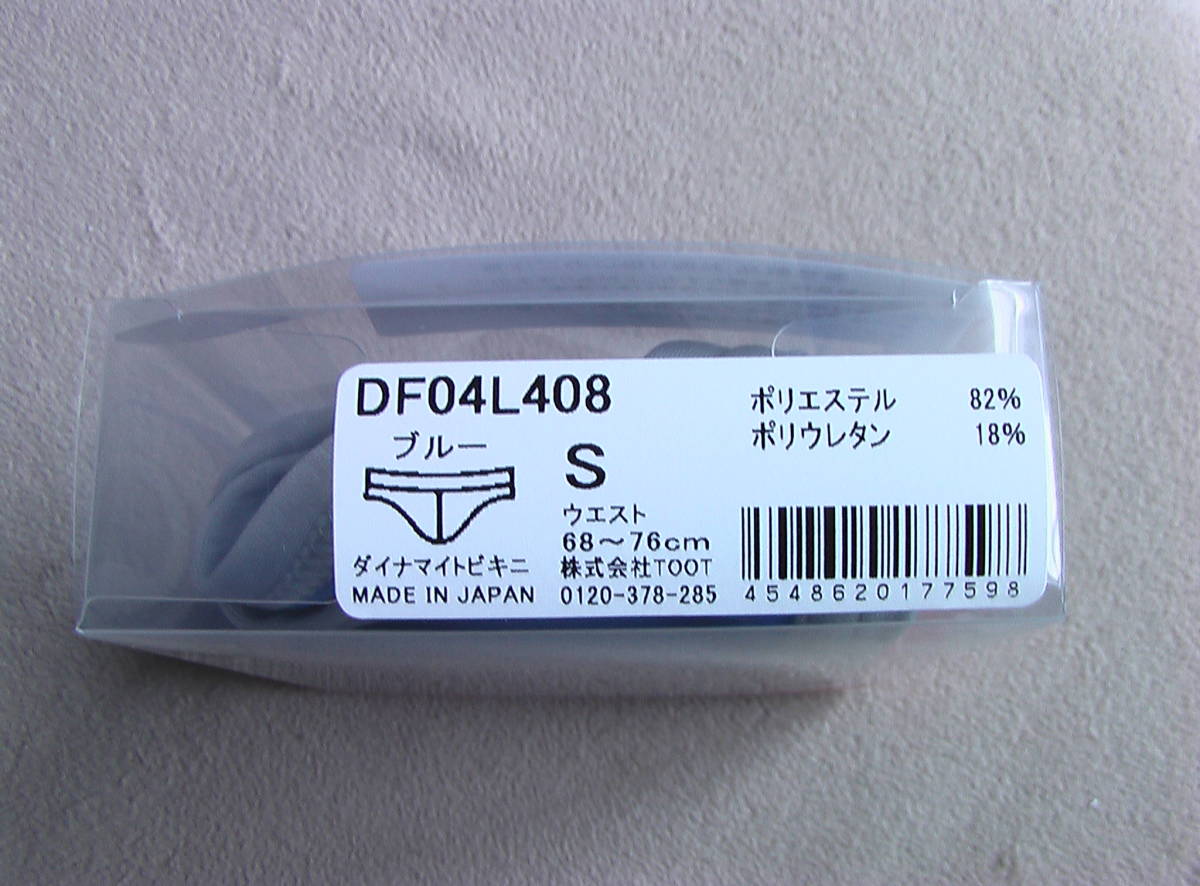 DF04L408
ブルー
S
ウエスト
68～76cm
ダイナマイトビキニ
株式会社TOOT
MADE IN JAPAN
0120-378-285
ポリエステル 82%
ポリウレタン 18%
4548620177598